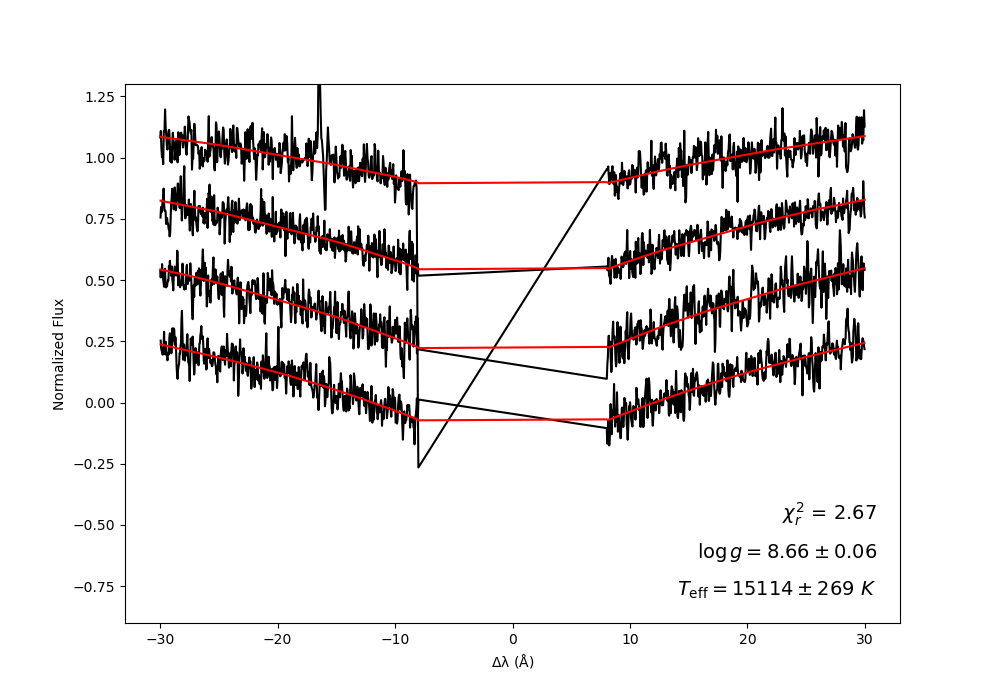 1.25
1.00
0.75
0.50
0.25
0.00
−0.25
−0.50
−0.75
Normalized Flux
χ²ᵣ = 2.67
log g = 8.66 ± 0.06
T_eff = 15114 ± 269 K
−30 −20 −10 0 10 20 30
Δλ (Å)